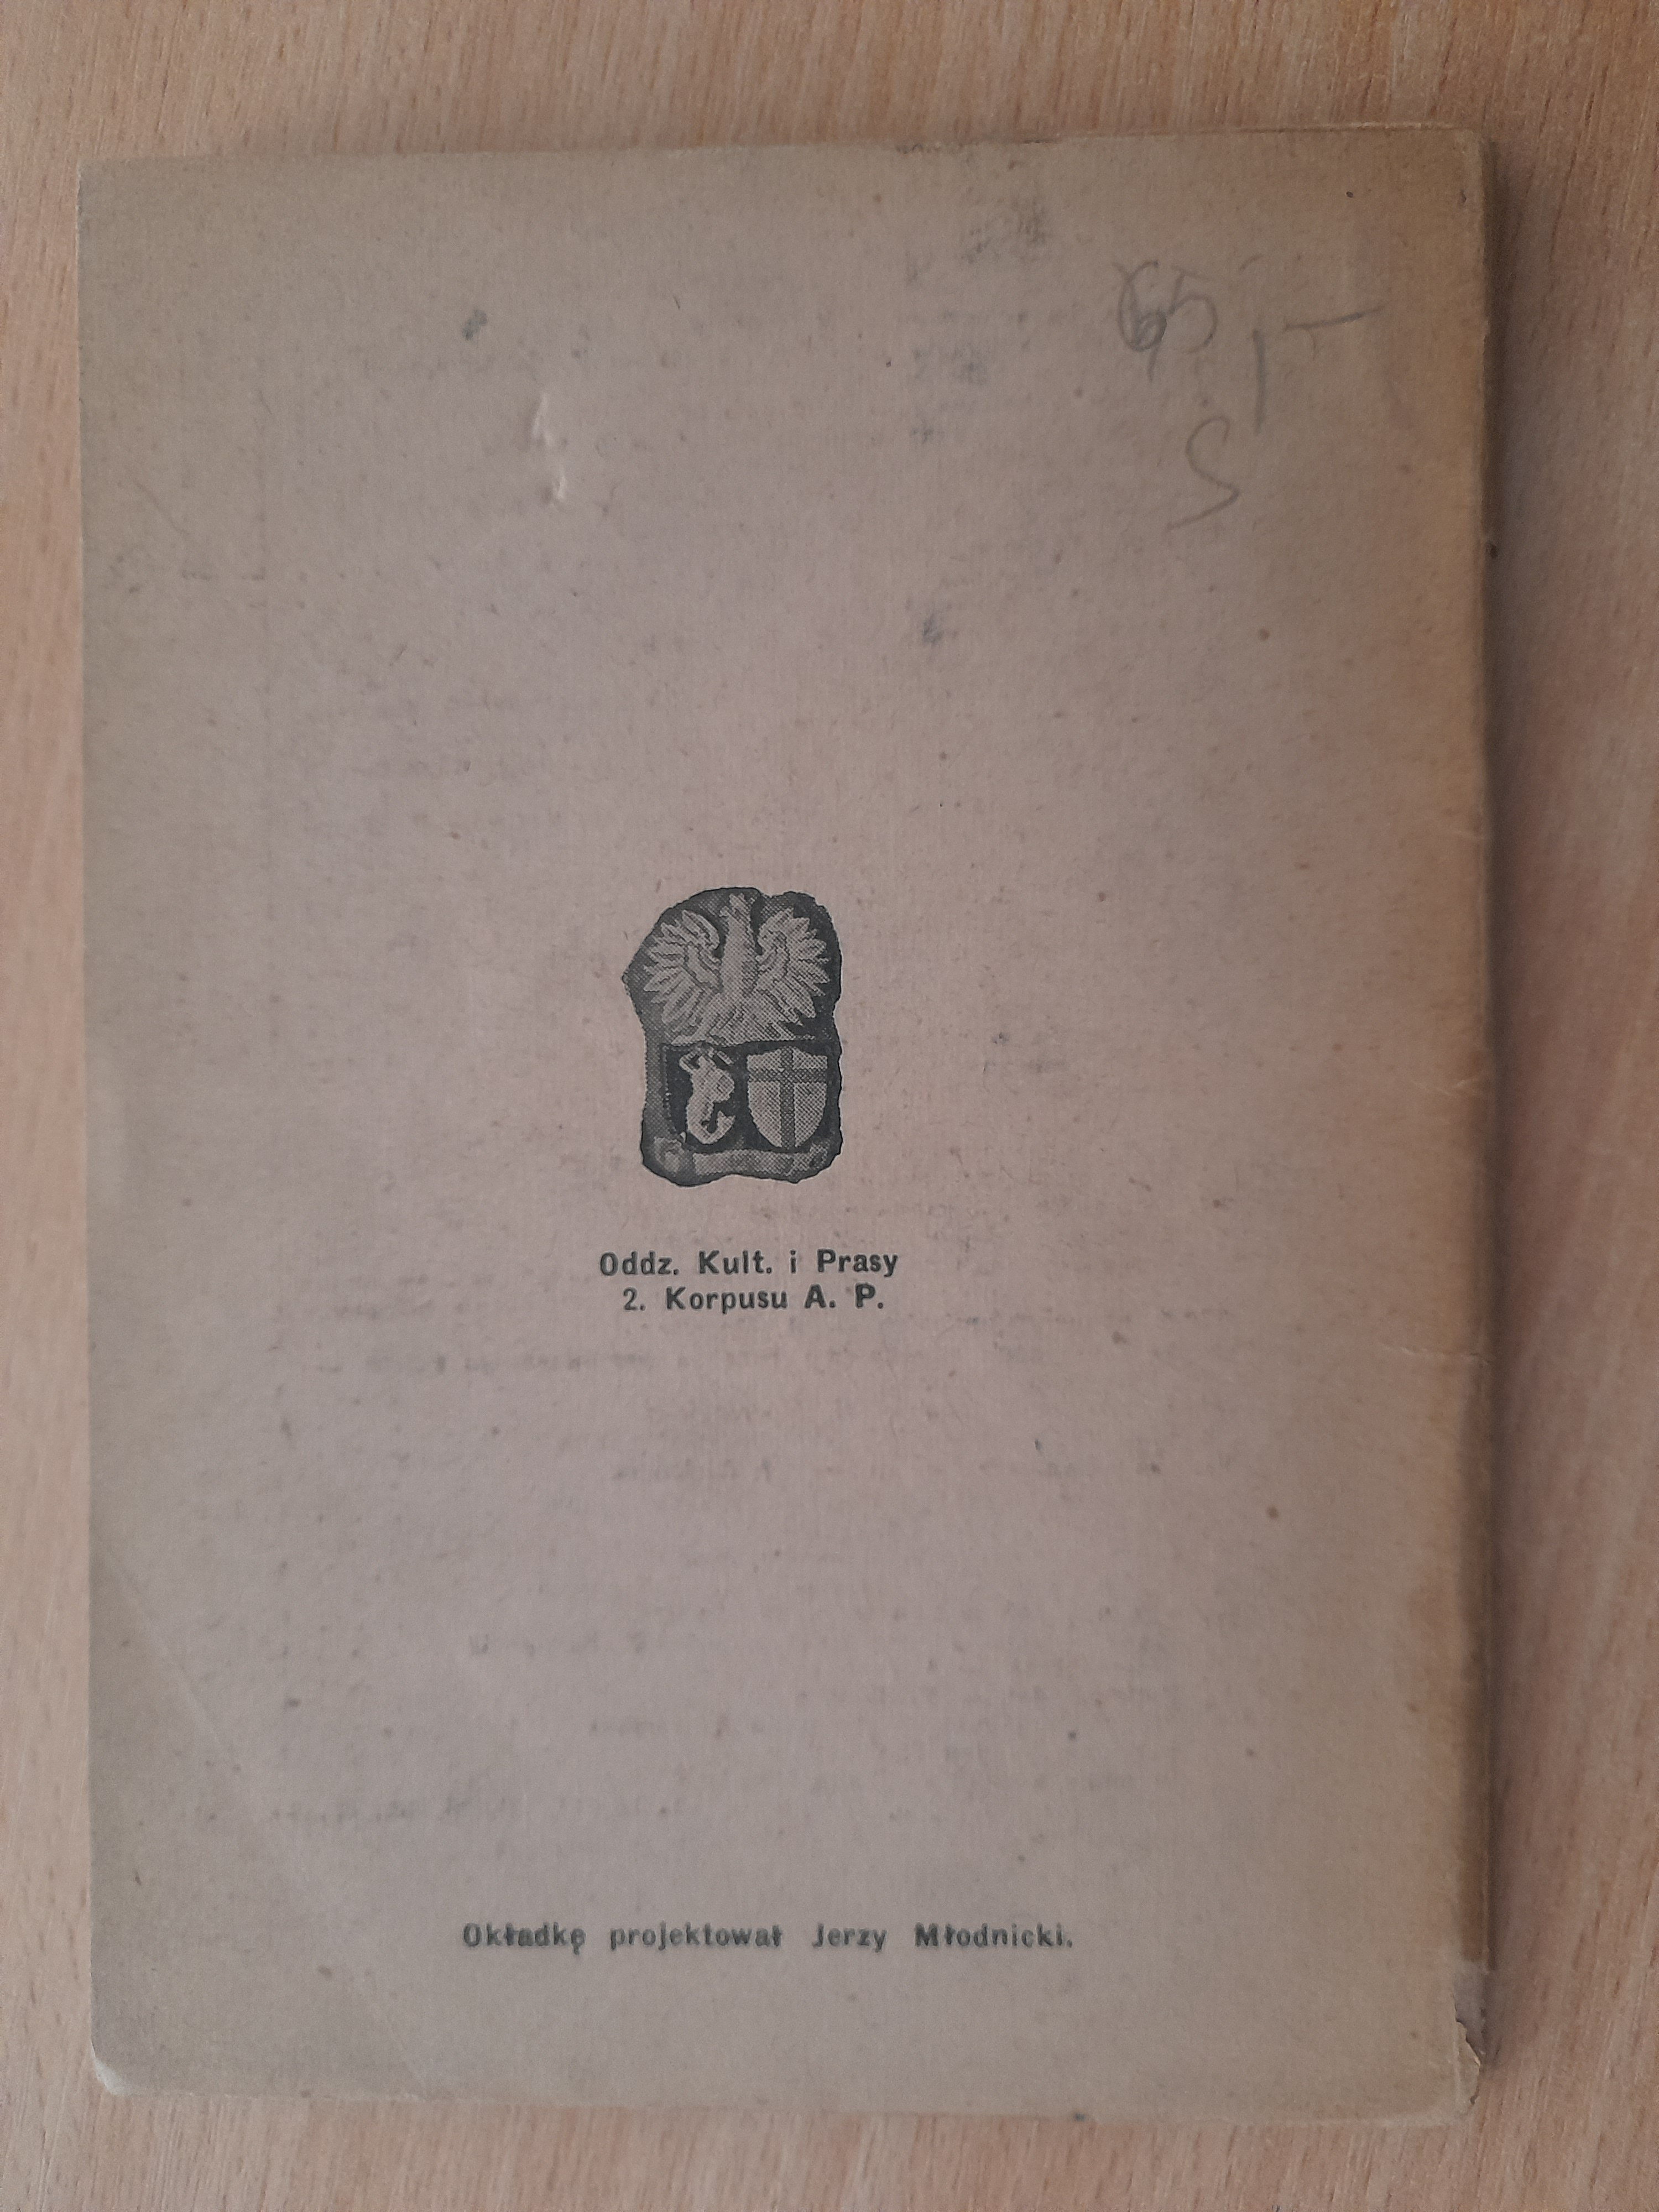 Oddz. Kult. i Prasy
2. Korpusu A. P.
Okładkę projektował Jerzy Młodnicki.